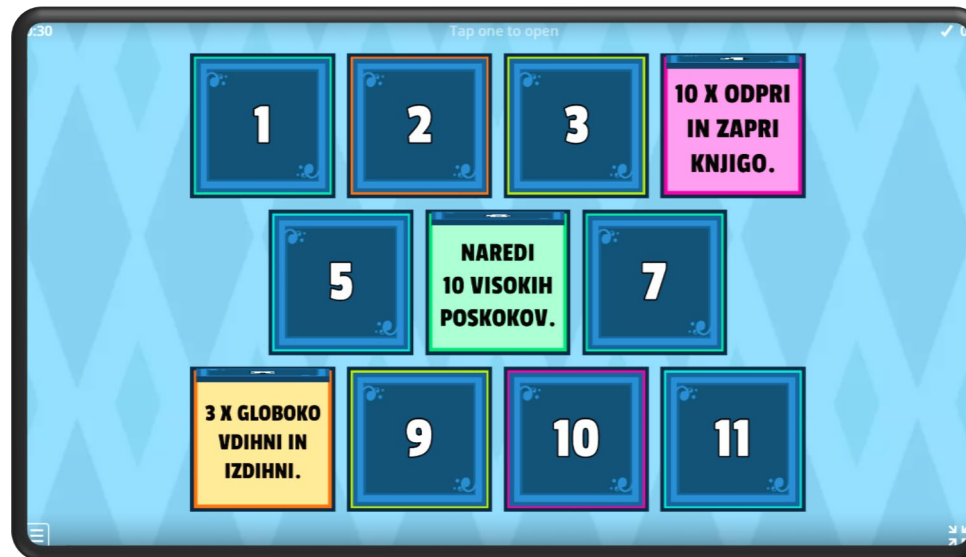 :30
Tap one to open
1
2
3
10 X ODPRI
IN ZAPRI
KNJIGO.
5
NAREDI
10 VISOKIH
POSKOKOV.
7
3 X GLOBOKO
VDIHNI IN
IZDIHNI.
9
10
11